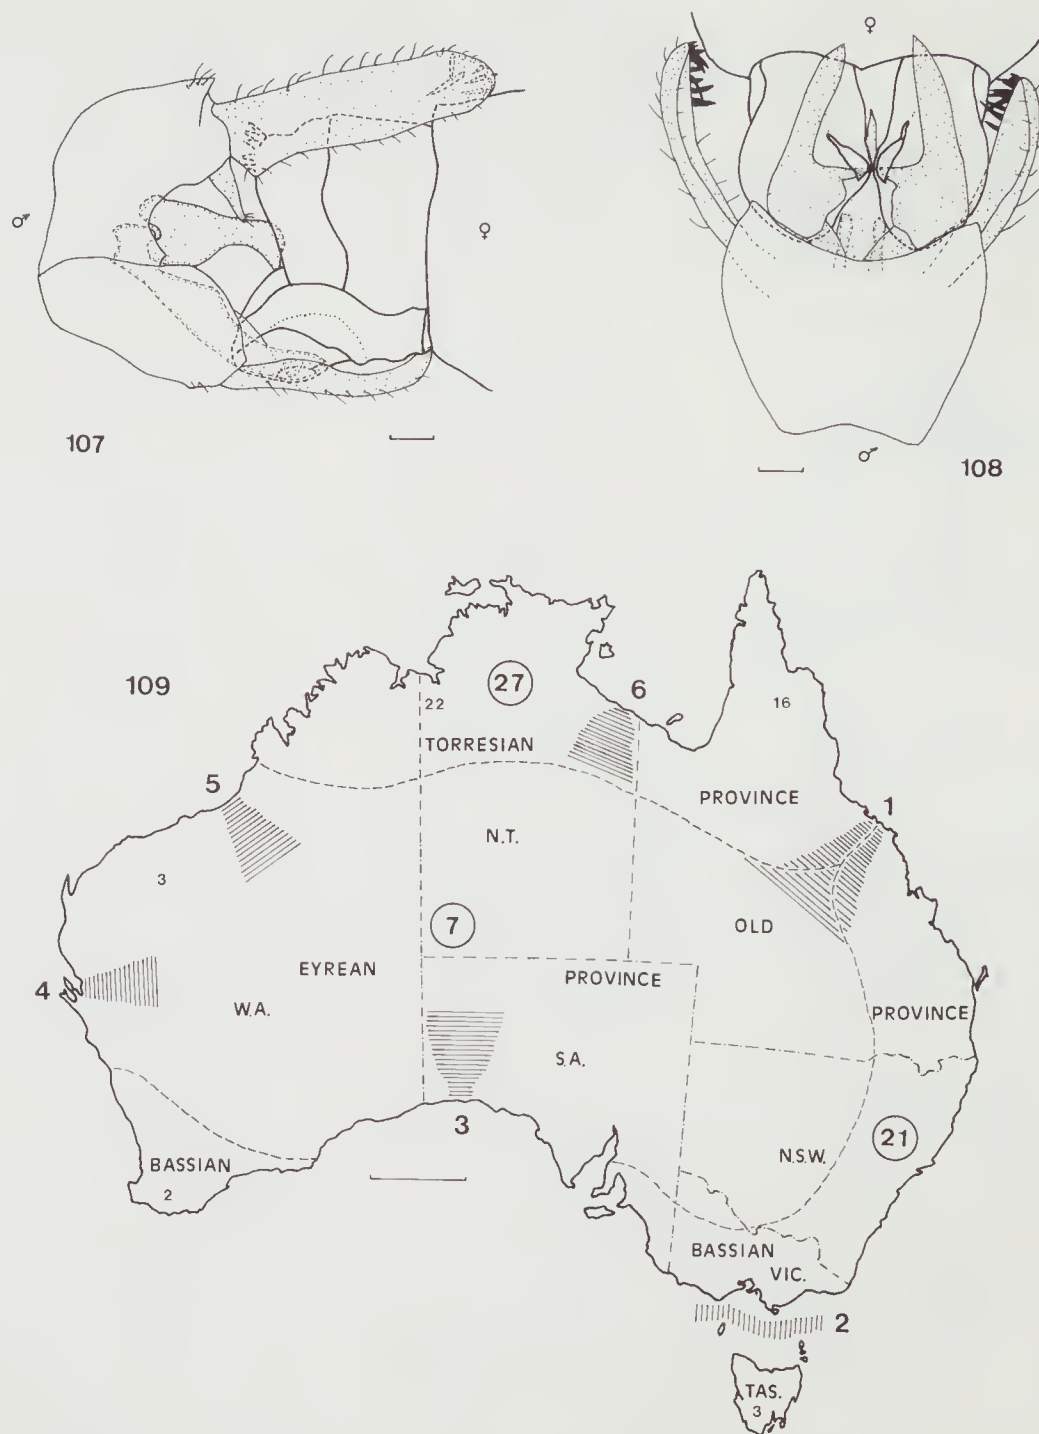 ♀
♂
♀
107
♂
108
109
22
27
6
16
TORRESIAN
5
PROVINCE
1
N.T.
3
7
OLD
EYREAN
PROVINCE
4
W.A.
PROVINCE
S.A.
3
21
BASSIAN
N.S.W.
2
BASSIAN
VIC.
2
TAS.
3